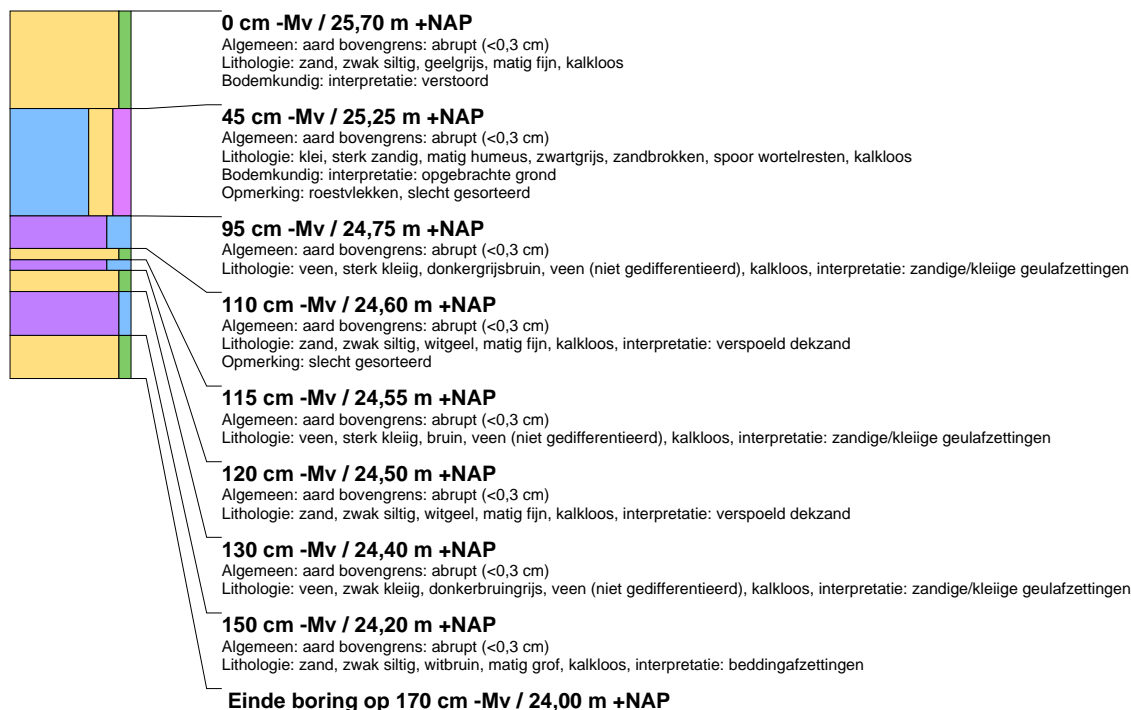 0 cm -Mv / 25,70 m +NAP
Algemeen: aard bovengrens: abrupt (<0,3 cm)
Lithologie: zand, zwak siltig, geelgrijs, matig fijn, kalkloos
Bodemkundig: interpretatie: verstoord
45 cm -Mv / 25,25 m +NAP
Algemeen: aard bovengrens: abrupt (<0,3 cm)
Lithologie: klei, sterk zandig, matig humeus, zwartgrijs, zandbrokken, spoor wortelresten, kalkloos
Bodemkundig: interpretatie: opgebrachte grond
Opmerking: roestvlekken, slecht gesorteerd
95 cm -Mv / 24,75 m +NAP
Algemeen: aard bovengrens: abrupt (<0,3 cm)
Lithologie: veen, sterk kleiig, donkergrijsbruin, veen (niet gedifferentieerd), kalkloos, interpretatie: zandige/kleiige geulafzettingen
110 cm -Mv / 24,60 m +NAP
Algemeen: aard bovengrens: abrupt (<0,3 cm)
Lithologie: zand, zwak siltig, witgeel, matig fijn, kalkloos, interpretatie: verspoeld dekzand
Opmerking: slecht gesorteerd
115 cm -Mv / 24,55 m +NAP
Algemeen: aard bovengrens: abrupt (<0,3 cm)
Lithologie: veen, sterk kleiig, bruin, veen (niet gedifferentieerd), kalkloos, interpretatie: zandige/kleiige geulafzettingen
120 cm -Mv / 24,50 m +NAP
Algemeen: aard bovengrens: abrupt (<0,3 cm)
Lithologie: zand, zwak siltig, witgeel, matig fijn, kalkloos, interpretatie: verspoeld dekzand
130 cm -Mv / 24,40 m +NAP
Algemeen: aard bovengrens: abrupt (<0,3 cm)
Lithologie: veen, zwak kleiig, donkerbruingrijs, veen (niet gedifferentieerd), kalkloos, interpretatie: zandige/kleiige geulafzettingen
150 cm -Mv / 24,20 m +NAP
Algemeen: aard bovengrens: abrupt (<0,3 cm)
Lithologie: zand, zwak siltig, witbruin, matig grof, kalkloos, interpretatie: beddingafzettingen
Einde boring op 170 cm -Mv / 24,00 m +NAP